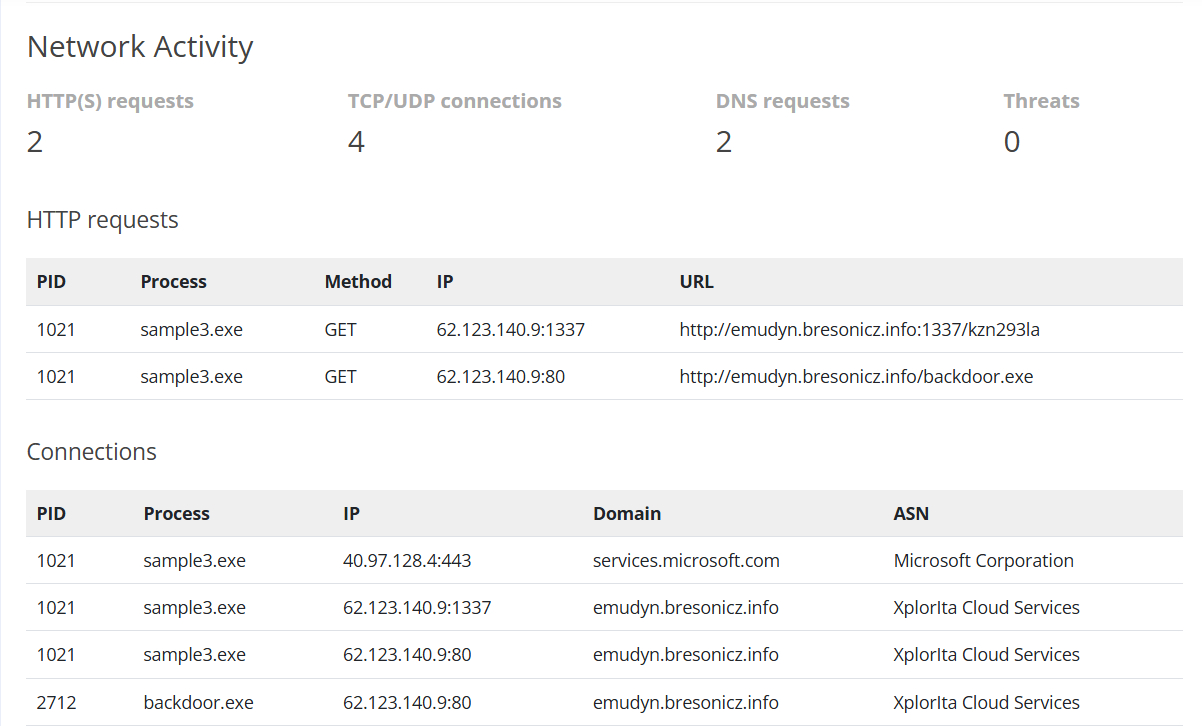 Network Activity
HTTP(S) requests TCP/UDP connections DNS requests Threats
2 4 2 0
HTTP requests
PID Process Method IP URL
1021 sample3.exe GET 62.123.140.9:1337 http://emudyn.bresonicz.info:1337/kzn293la
1021 sample3.exe GET 62.123.140.9:80 http://emudyn.bresonicz.info/backdoor.exe
Connections
PID Process IP Domain ASN
1021 sample3.exe 40.97.128.4:443 services.microsoft.com Microsoft Corporation
1021 sample3.exe 62.123.140.9:1337 emudyn.bresonicz.info XplorIta Cloud Services
1021 sample3.exe 62.123.140.9:80 emudyn.bresonicz.info XplorIta Cloud Services
2712 backdoor.exe 62.123.140.9:80 emudyn.bresonicz.info XplorIta Cloud Services